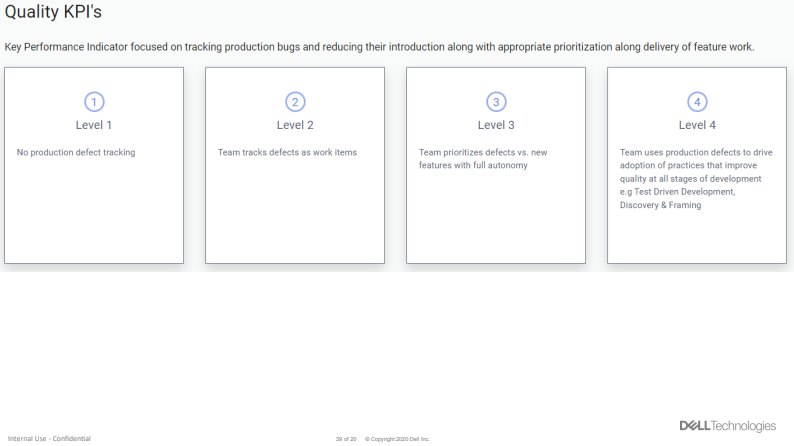 Quality KPI's
Key Performance Indicator focused on tracking production bugs and reducing their introduction along with appropriate prioritization along delivery of feature work.
1
Level 1
No production defect tracking
2
Level 2
Team tracks defects as work items
3
Level 3
Team prioritizes defects vs. new
features with full autonomy
4
Level 4
Team uses production defects to drive
adoption of practices that improve
quality at all stages of development
e.g Test Driven Development,
Discovery & Framing
DELLTechnologies
Internal Use - Confidential
39 of 20 © Copyright 2020 Dell Inc.